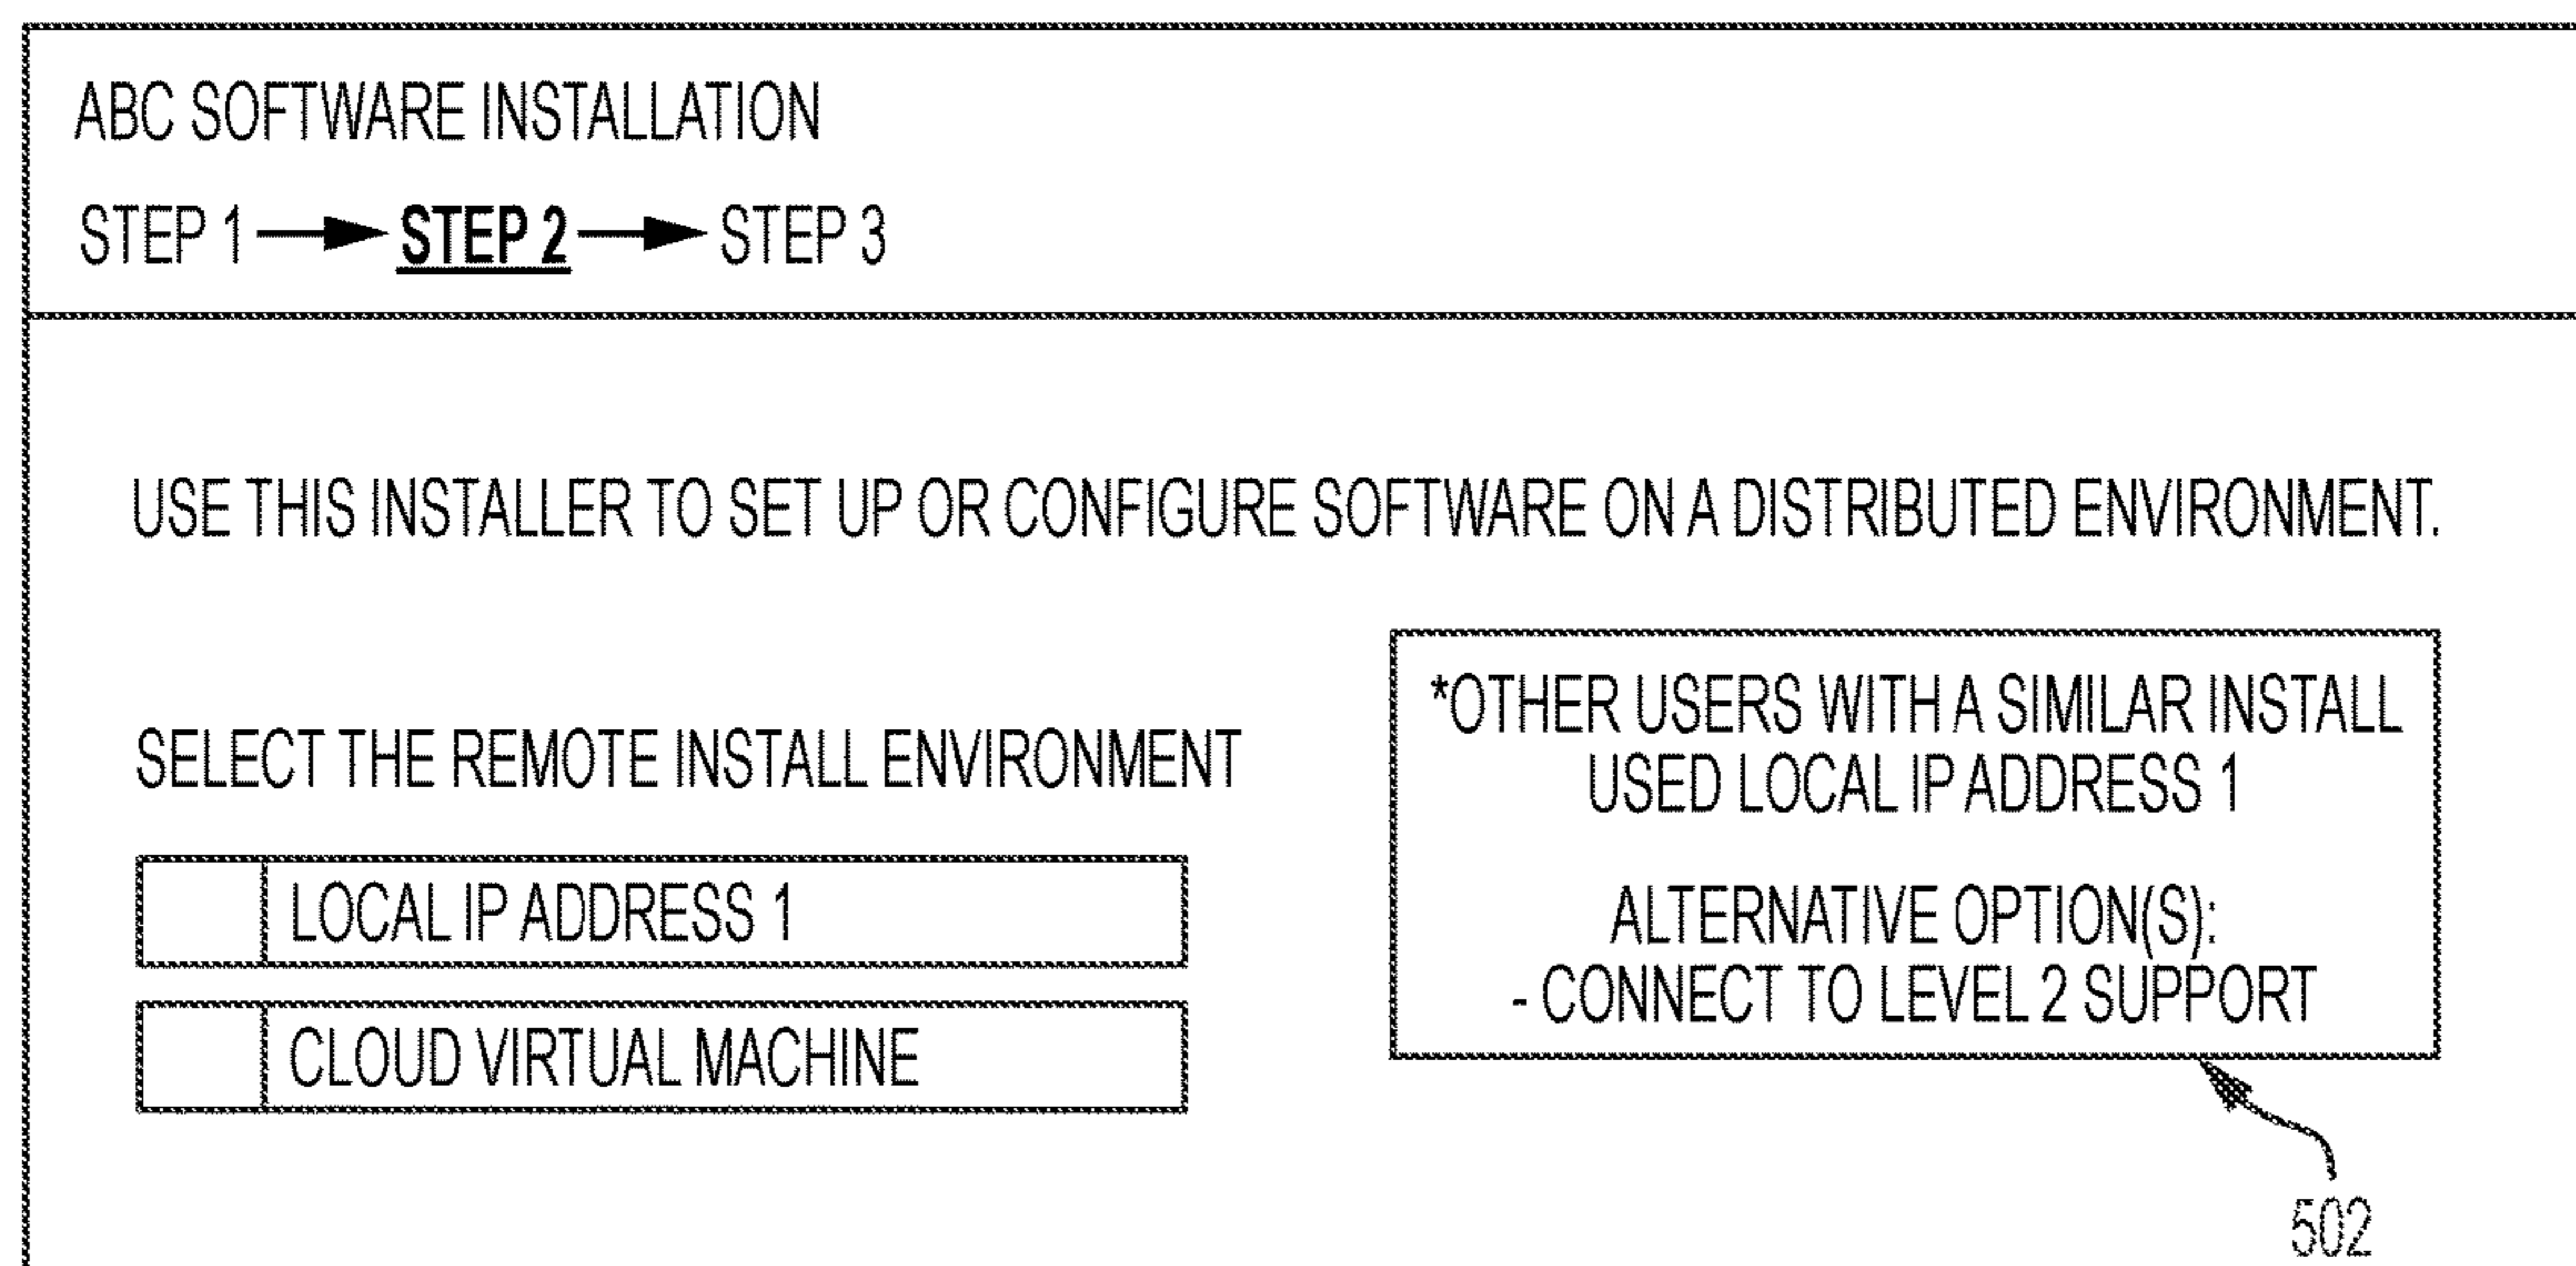 ABC SOFTWARE INSTALLATION
STEP 1 STEP 2 STEP 3
USE THIS INSTALLER TO SET UP OR CONFIGURE SOFTWARE ON A DISTRIBUTED ENVIRONMENT.
SELECT THE REMOTE INSTALL ENVIRONMENT
LOCAL IP ADDRESS 1
CLOUD VIRTUAL MACHINE
*OTHER USERS WITH A SIMILAR INSTALL
USED LOCAL IP ADDRESS 1
ALTERNATIVE OPTION(S):
- CONNECT TO LEVEL 2 SUPPORT
502